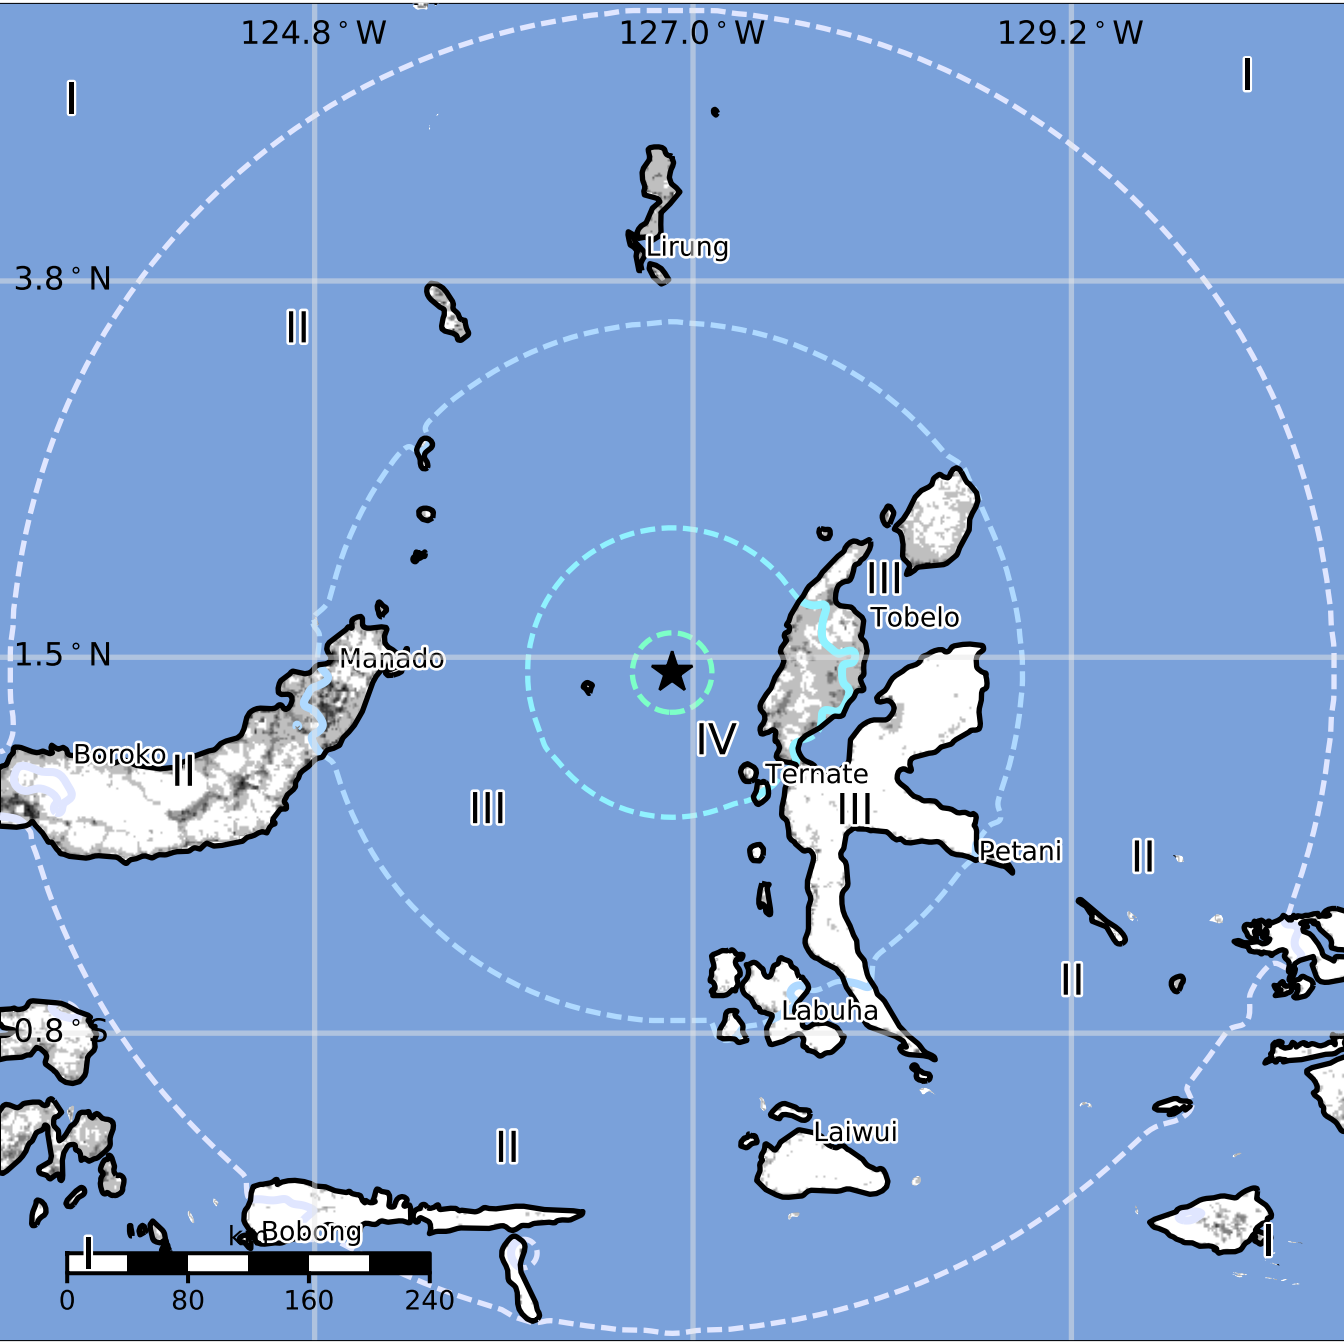 124.8°W 127.0°W 129.2°W
I I
Lirung
3.8°N
II
III
Tobelo
1.5°N
Manado
IV
Boroko II
Ternate
III III
Petani II
II
Labuha
0.8°S
Laiwui
II
km Bobong
I I
0 80 160 240